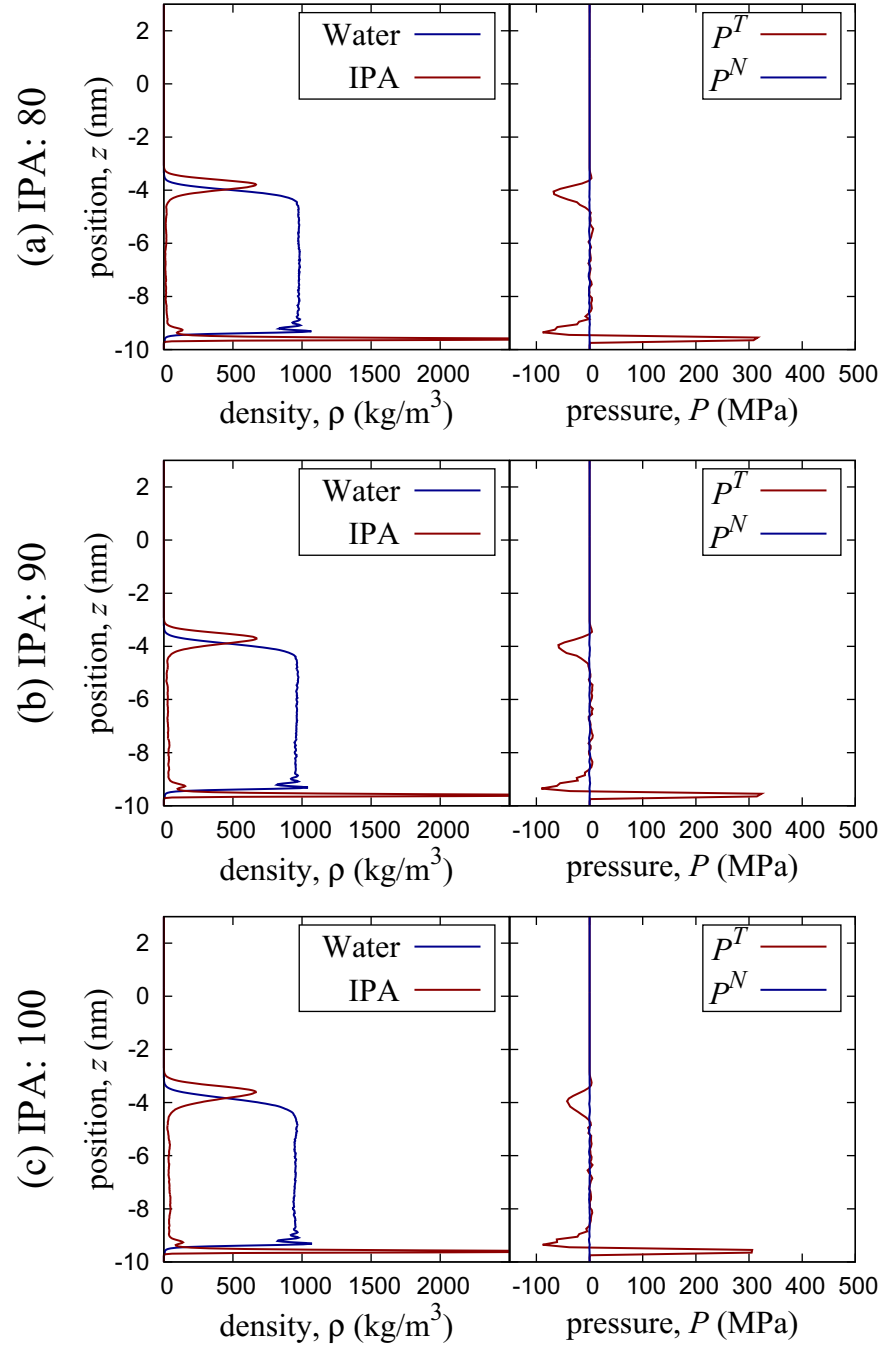 (a) IPA: 80
position, z (nm)
2
0
-2
-4
-6
-8
-10
Water
IPA
0 500 1000 1500 2000
density, ρ (kg/m³)
P^T
P^N
-100 0 100 200 300 400 500
pressure, P (MPa)
(b) IPA: 90
position, z (nm)
2
0
-2
-4
-6
-8
-10
Water
IPA
0 500 1000 1500 2000
density, ρ (kg/m³)
P^T
P^N
-100 0 100 200 300 400 500
pressure, P (MPa)
(c) IPA: 100
position, z (nm)
2
0
-2
-4
-6
-8
-10
Water
IPA
0 500 1000 1500 2000
density, ρ (kg/m³)
P^T
P^N
-100 0 100 200 300 400 500
pressure, P (MPa)